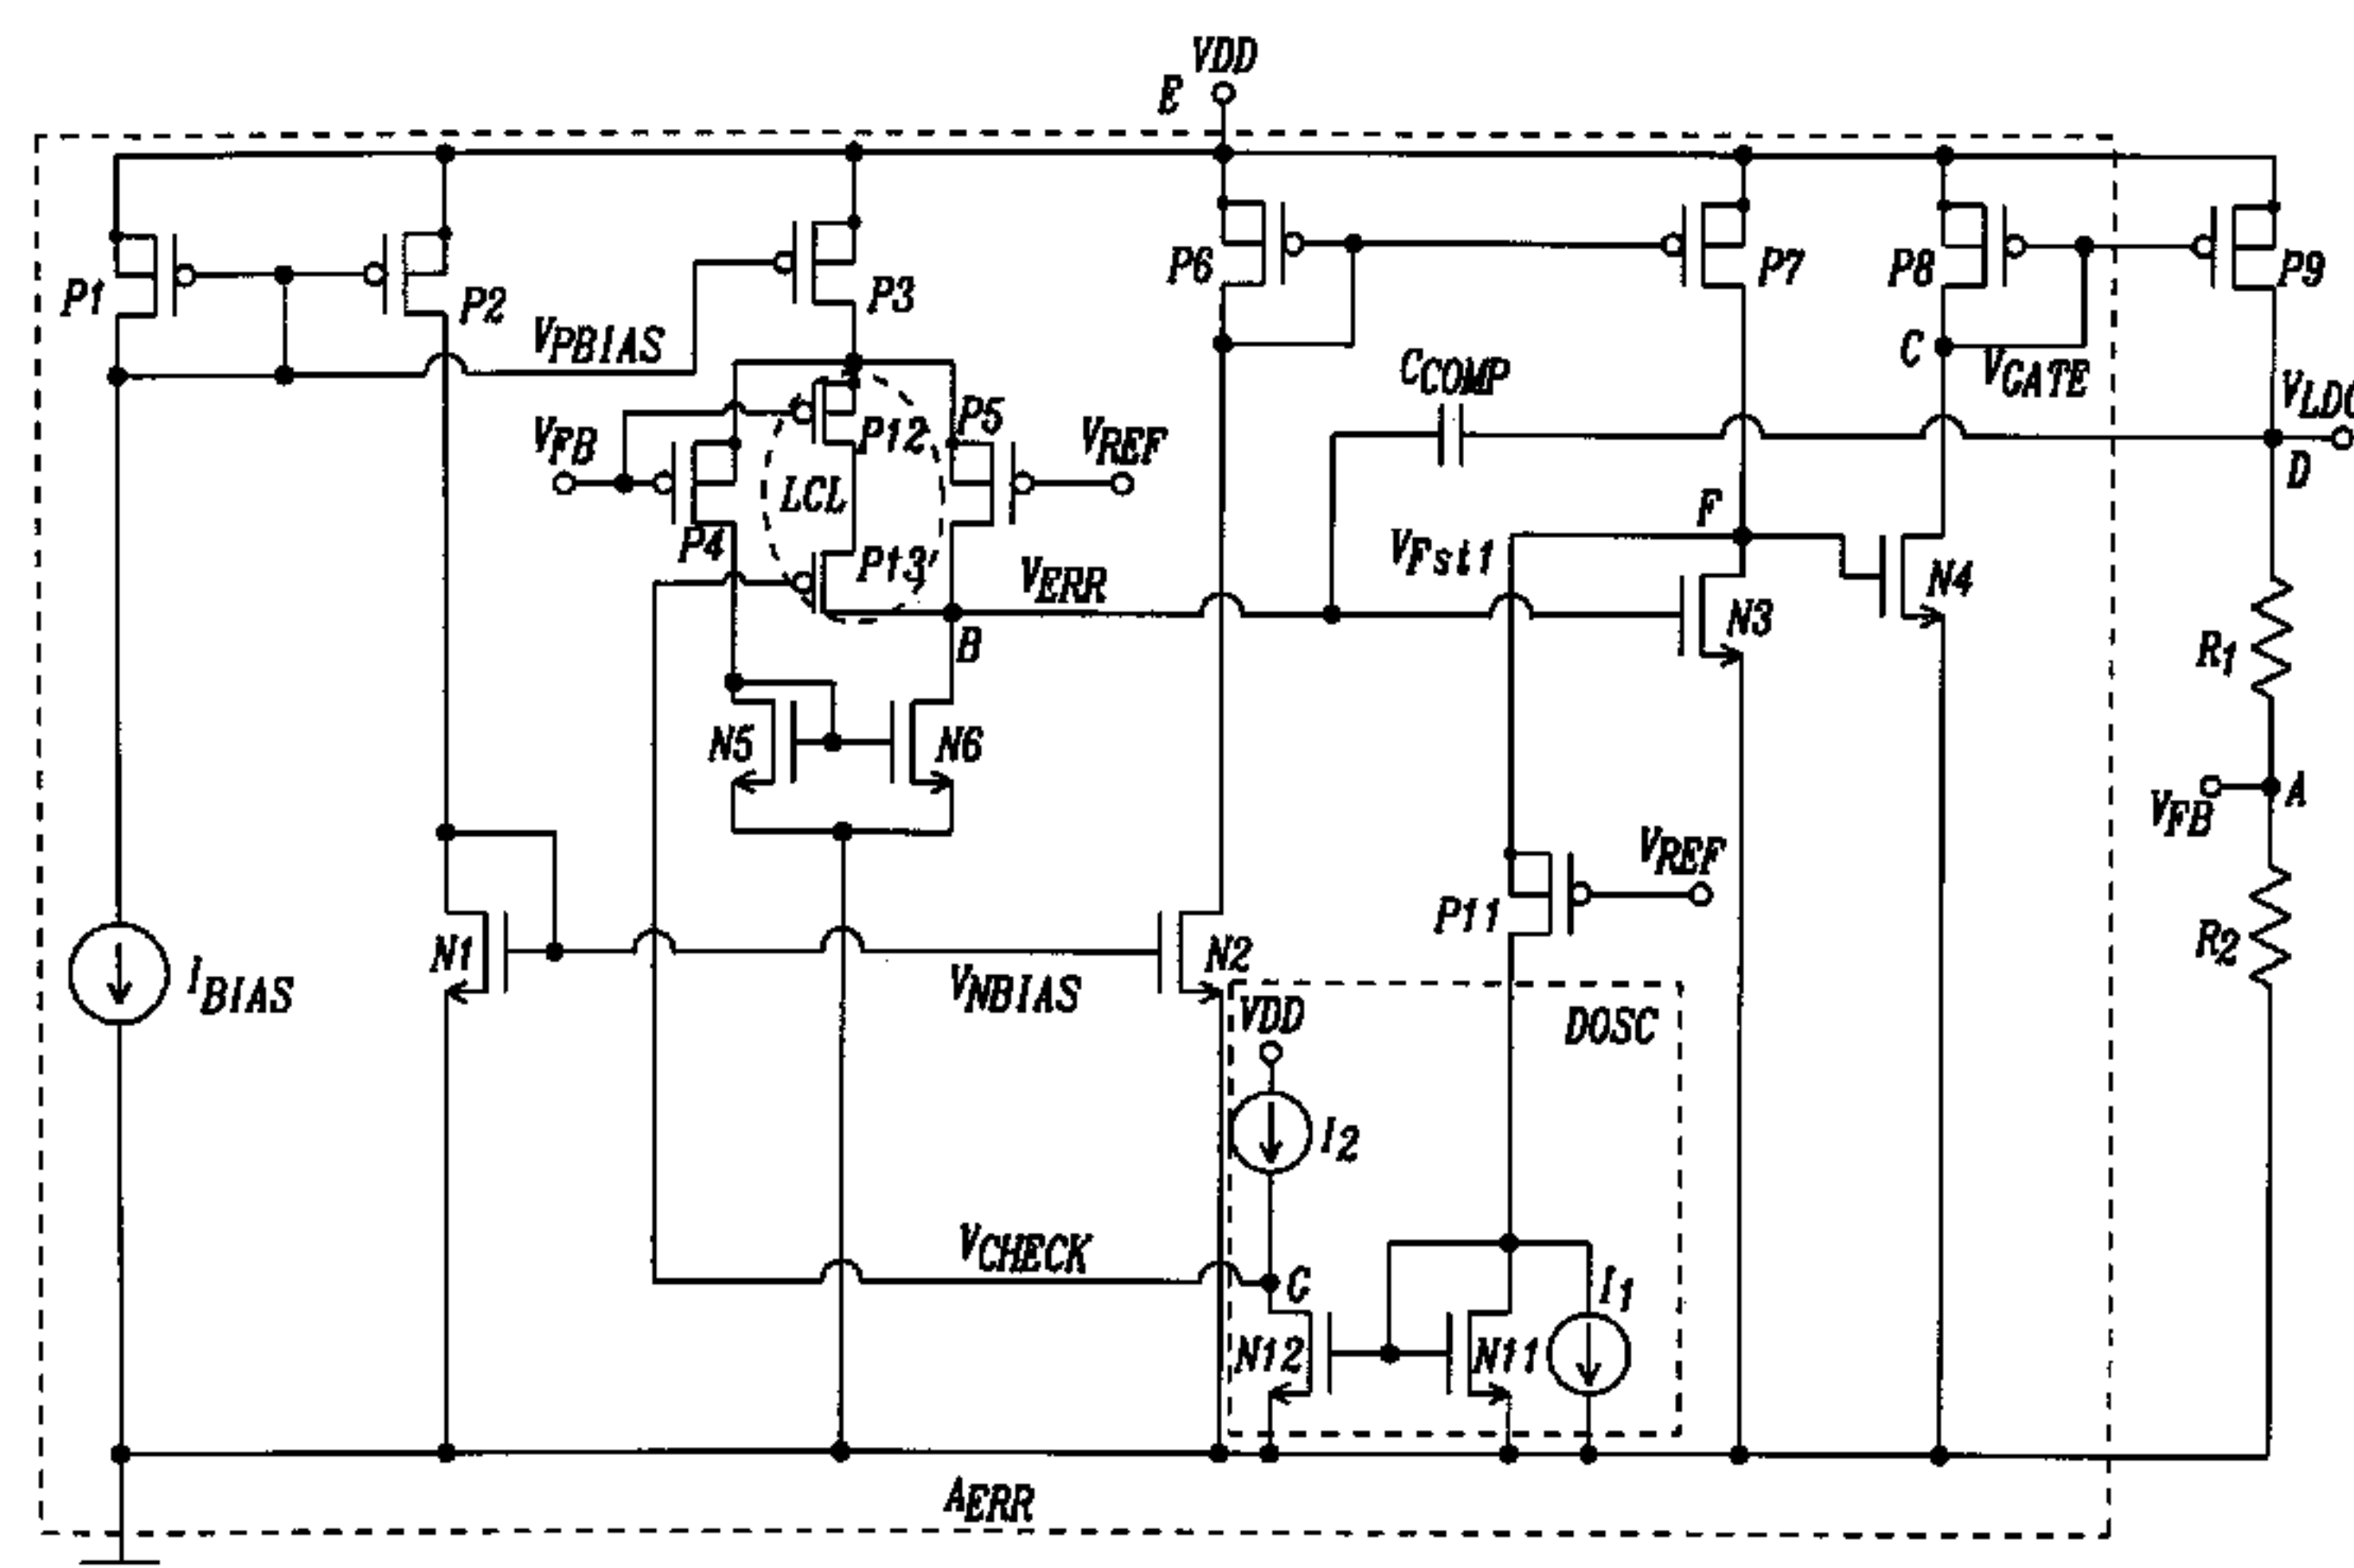 VDD
E
P1
P2
P3
P6
P7
P8
P9
VPBIAS
C
VGATE
CCOMP
VLDO
D
VFB
P12
P5
VREF
LCL
P4
P13'
VERR
B
F
VFst1
N3
N4
R1
N5
N6
A
VFB
VREF
P11
R2
IBIAS
N1
VNBIAS
N2
VDD
DOSC
I2
VCHECK
G
I1
N12
N11
AERR